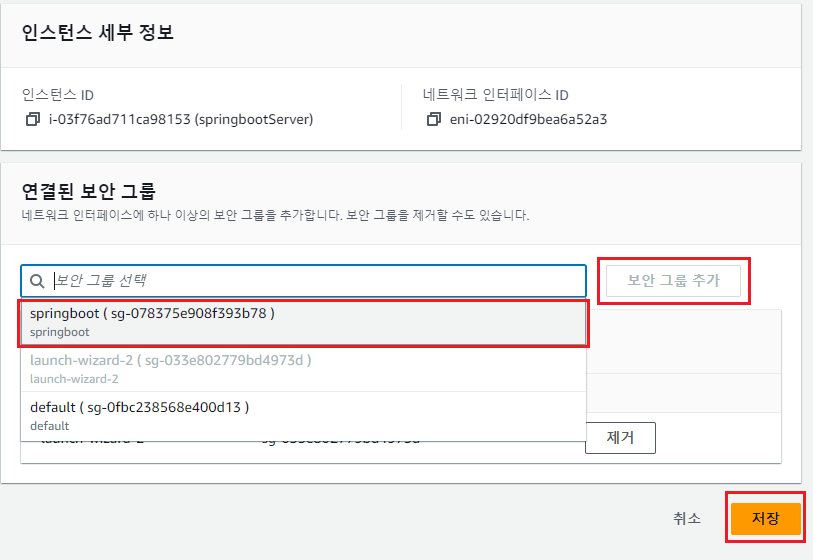 인스턴스 세부 정보
인스턴스 ID
네트워크 인터페이스 ID
i-03f76ad711ca98153 (springbootServer)
eni-02920df9bea6a52a3
연결된 보안 그룹
네트워크 인터페이스에 하나 이상의 보안 그룹을 추가합니다. 보안 그룹을 제거할 수도 있습니다.
보안 그룹 선택
보안 그룹 추가
springboot ( sg-078375e908f393b78 )
springboot
launch-wizard-2 ( sg-033e802779bd4973d )
launch-wizard-2
default ( sg-0fbc238568e400d13 )
default
launch-wizard-2 sg-033e802779bd4973d 제거
취소 저장